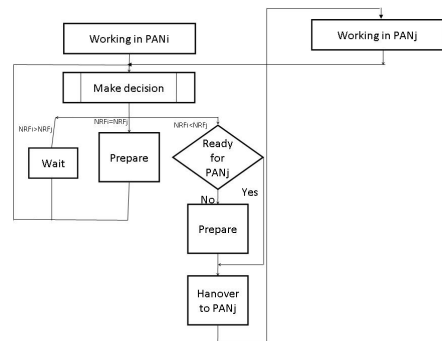 Working in PANi
Working in PANj
Make decision
NRFi>NRFj
NRFi=NRFj
NRFi<NRFj
Wait
Prepare
Ready
for
PANj
No
Yes
Prepare
Hanover
to PANj